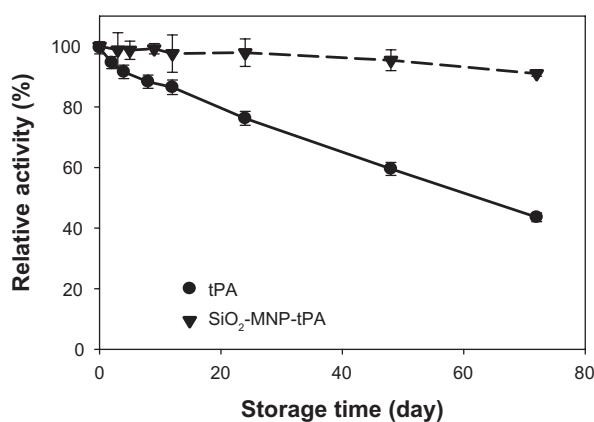 Relative activity (%)
100
80
60
40
20
0
tPA
SiO₂-MNP-tPA
0 20 40 60 80
Storage time (day)